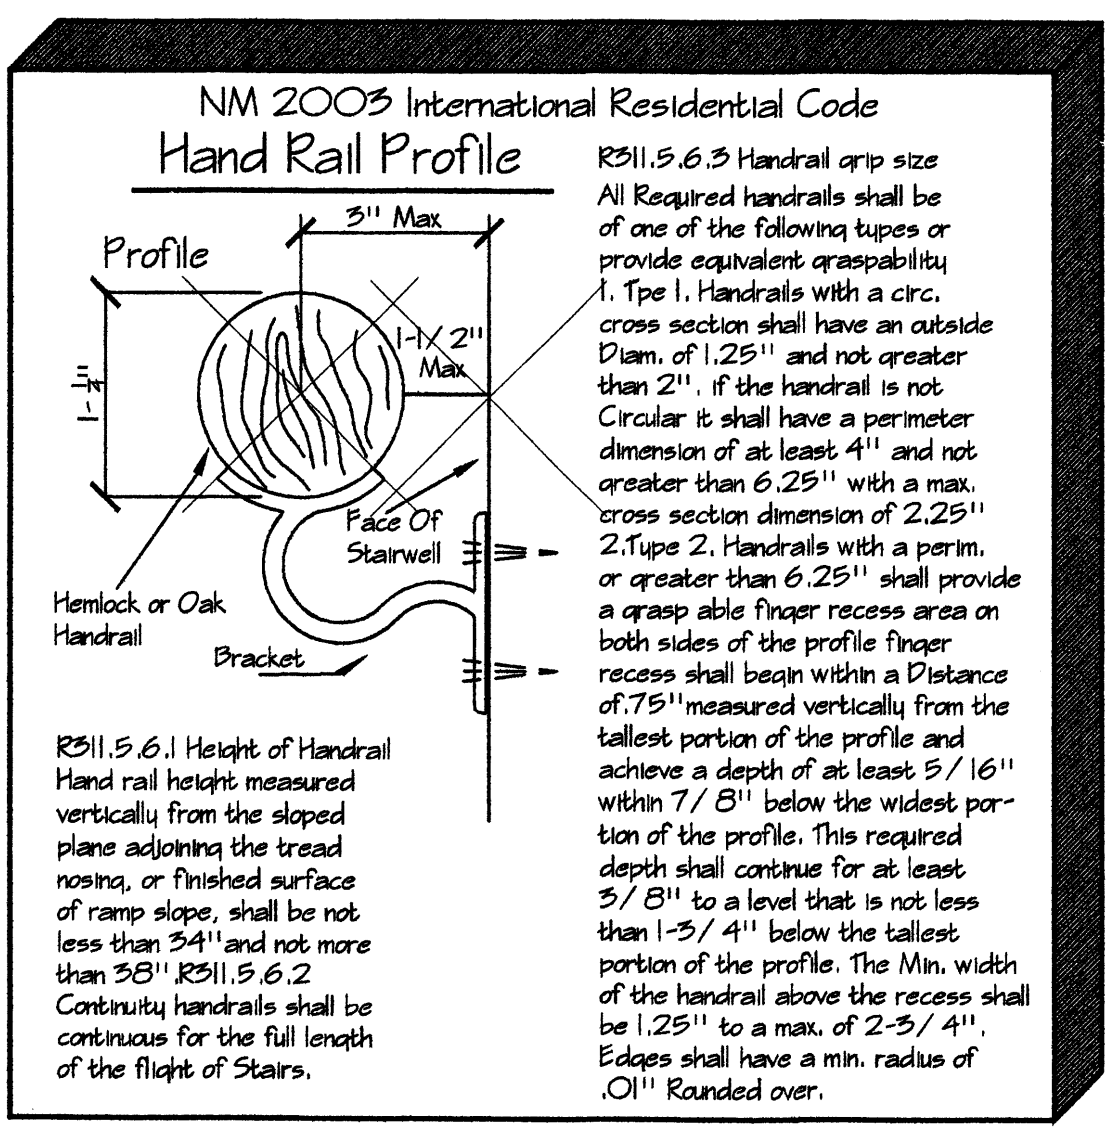 NM 2003 International Residential Code
Hand Rail Profile
3" Max
Profile
1-1/2"
Max
1-1/4"
Face Of
Stairwell
Hemlock or Oak
Handrail
Bracket
R311.5.6.1 Height of Handrail
Hand rail height measured
vertically from the sloped
plane adjoining the tread
nosing, or finished surface
of ramp slope, shall be not
less than 34" and not more
than 38". R311.5.6.2
Continuity handrails shall be
continuous for the full length
of the flight of Stairs.
R311.5.6.3 Handrail grip size
All Required handrails shall be
of one of the following types or
provide equivalent graspability
1. Tpe 1. Handrails with a circ.
cross section shall have an outside
Diam. of 1.25" and not greater
than 2". if the handrail is not
Circular it shall have a perimeter
dimension of at least 4" and not
greater than 6.25" with a max.
cross section dimension of 2.25"
2.Type 2. Handrails with a perim.
or greater than 6.25" shall provide
a grasp able finger recess area on
both sides of the profile finger
recess shall begin within a Distance
of.75" measured vertically from the
tallest portion of the profile and
achieve a depth of at least 5/16"
within 7/8" below the widest por-
tion of the profile. This required
depth shall continue for at least
3/8" to a level that is not less
than 1-3/4" below the tallest
portion of the profile. The Min. width
of the handrail above the recess shall
be 1.25" to a max. of 2-3/4".
Edges shall have a min. radius of
.01" Rounded over.